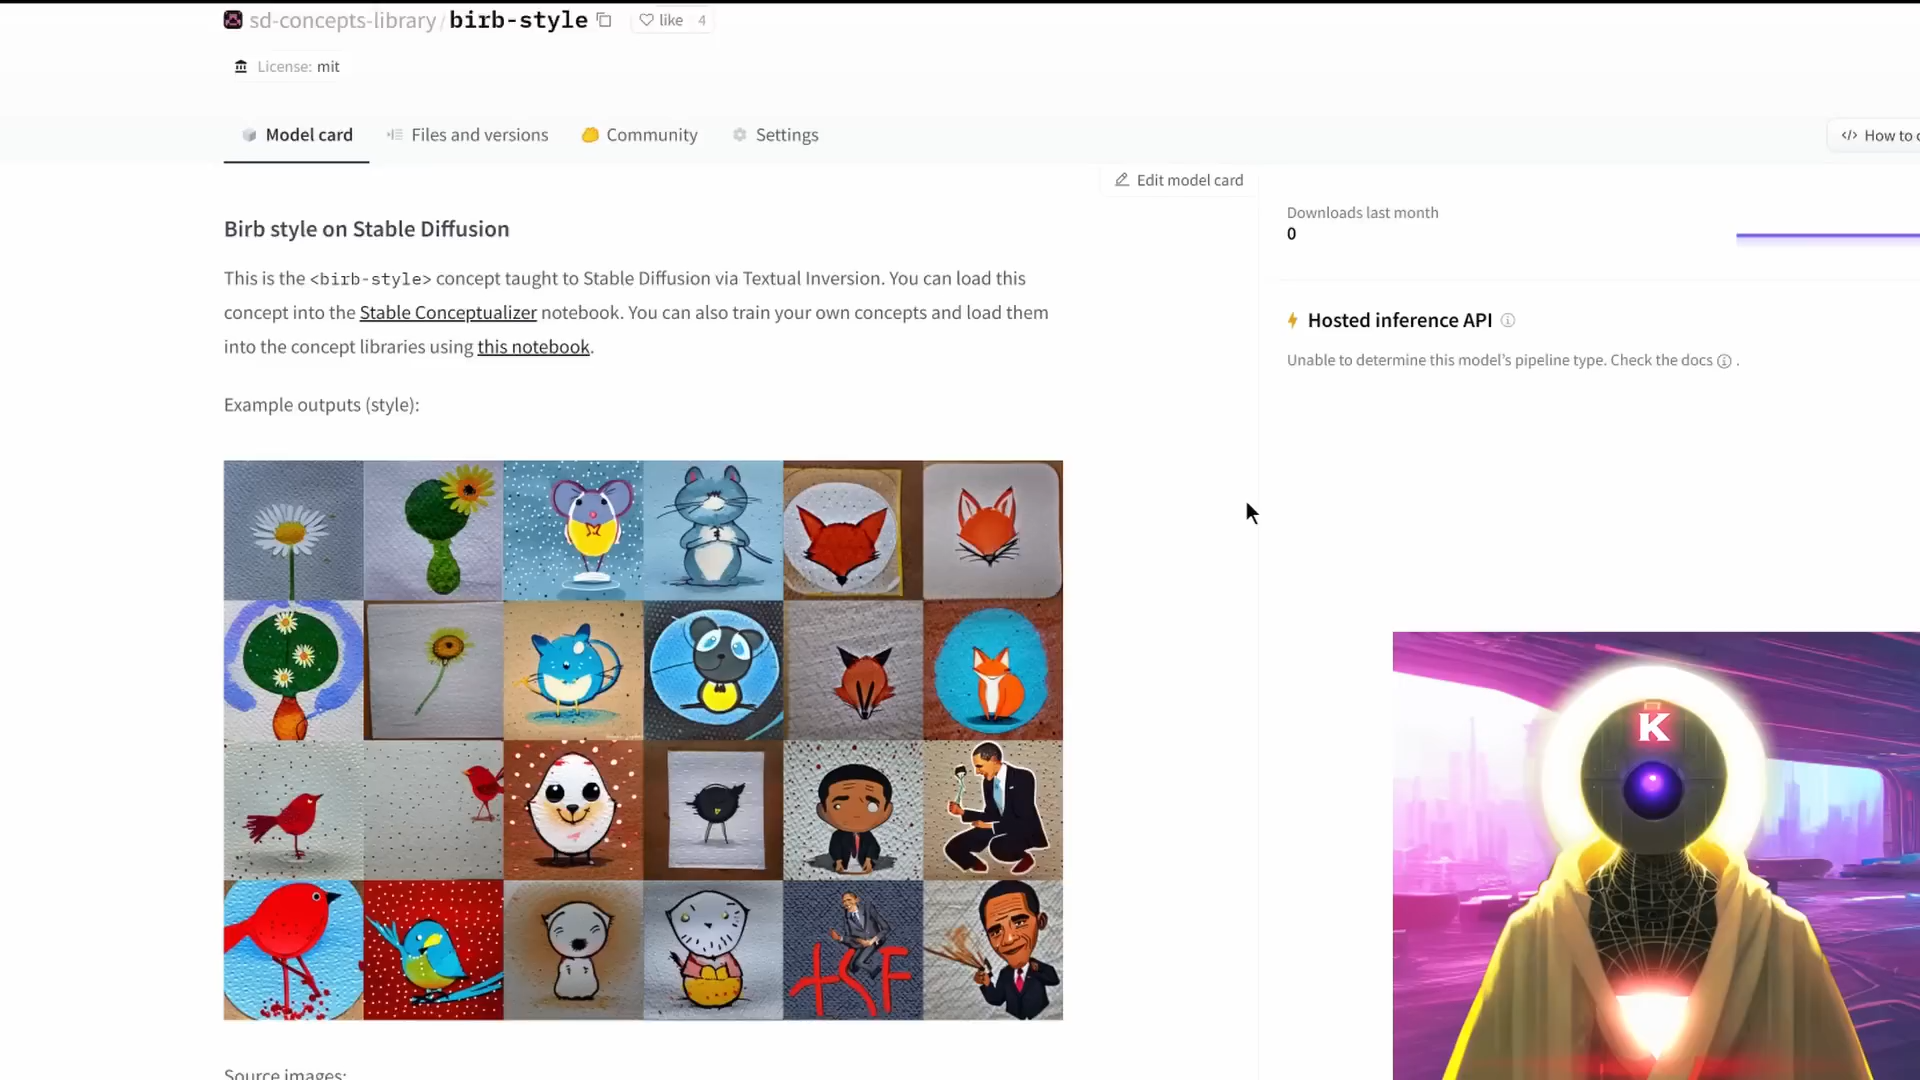 sd-concepts-library/birb-style like 4
License: mit
Model card Files and versions Community Settings
</> How to
Edit model card
Downloads last month
0
Birb style on Stable Diffusion
This is the <birb-style> concept taught to Stable Diffusion via Textual Inversion. You can load this
concept into the Stable Conceptualizer notebook. You can also train your own concepts and load them
into the concept libraries using this notebook.
Hosted inference API
Unable to determine this model's pipeline type. Check the docs .
Example outputs (style):
K
Source images: